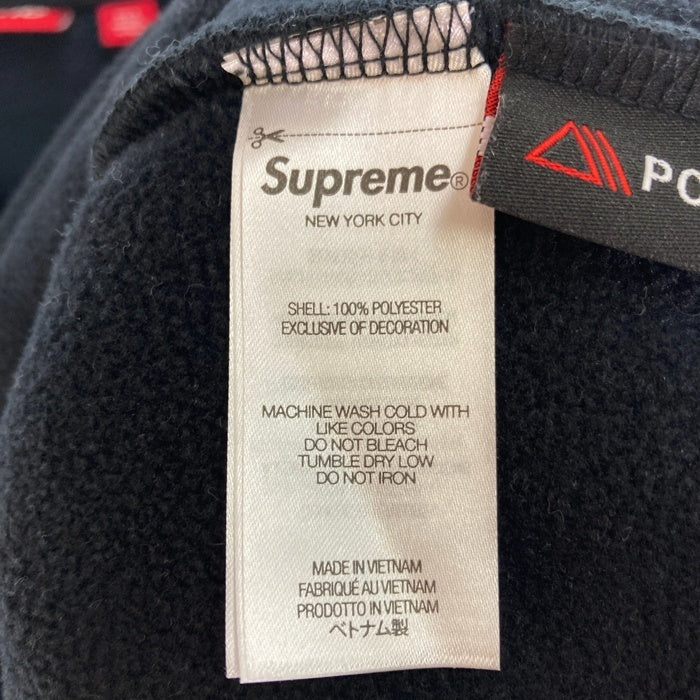 Supreme®
NEW YORK CITY
PO
SHELL: 100% POLYESTER
EXCLUSIVE OF DECORATION
MACHINE WASH COLD WITH
LIKE COLORS
DO NOT BLEACH
TUMBLE DRY LOW
DO NOT IRON
MADE IN VIETNAM
FABRIQUÉ AU VIETNAM
PRODOTTO IN VIETNAM
ベトナム製